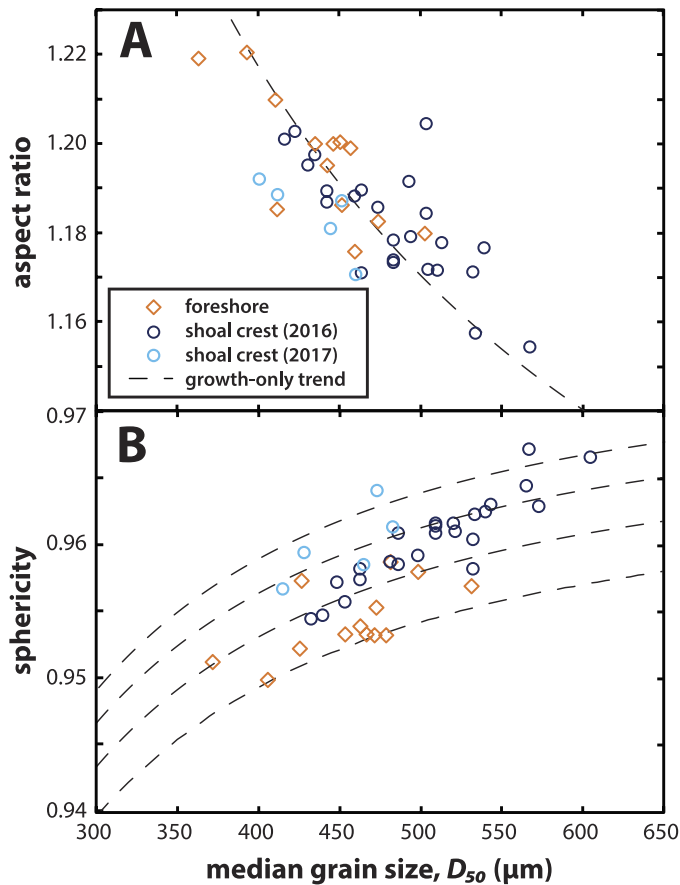 A
1.22
1.20
1.18
1.16
aspect ratio
foreshore
shoal crest (2016)
shoal crest (2017)
growth-only trend
B
0.97
0.96
0.95
0.94
sphericity
300 350 400 450 500 550 600 650
median grain size, D50 (μm)